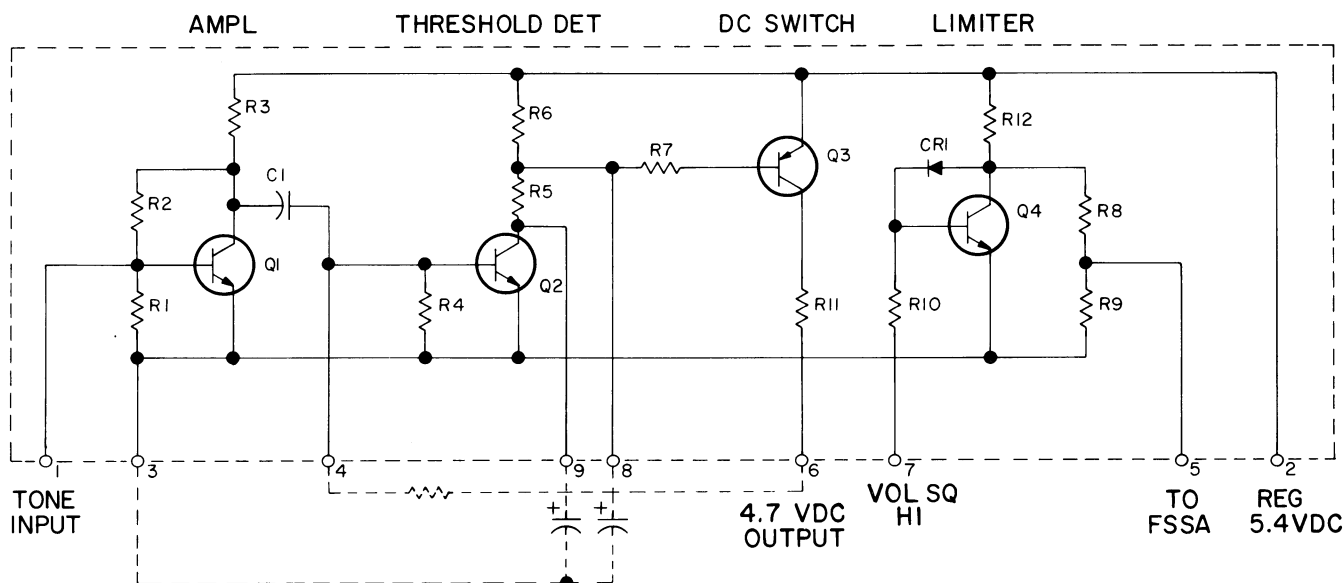 AMPL THRESHOLD DET DC SWITCH LIMITER
R3 R6 R12
R7 Q3 CR1
C1
R2 R5 R8
Q4
Q1 Q2
R1 R4 R11 R10 R9
1 3 4 9 8 6 7 5 2
TONE
INPUT
+ +
4.7 VDC
OUTPUT
VOL SQ
HI
TO
FSSA
REG
5.4VDC